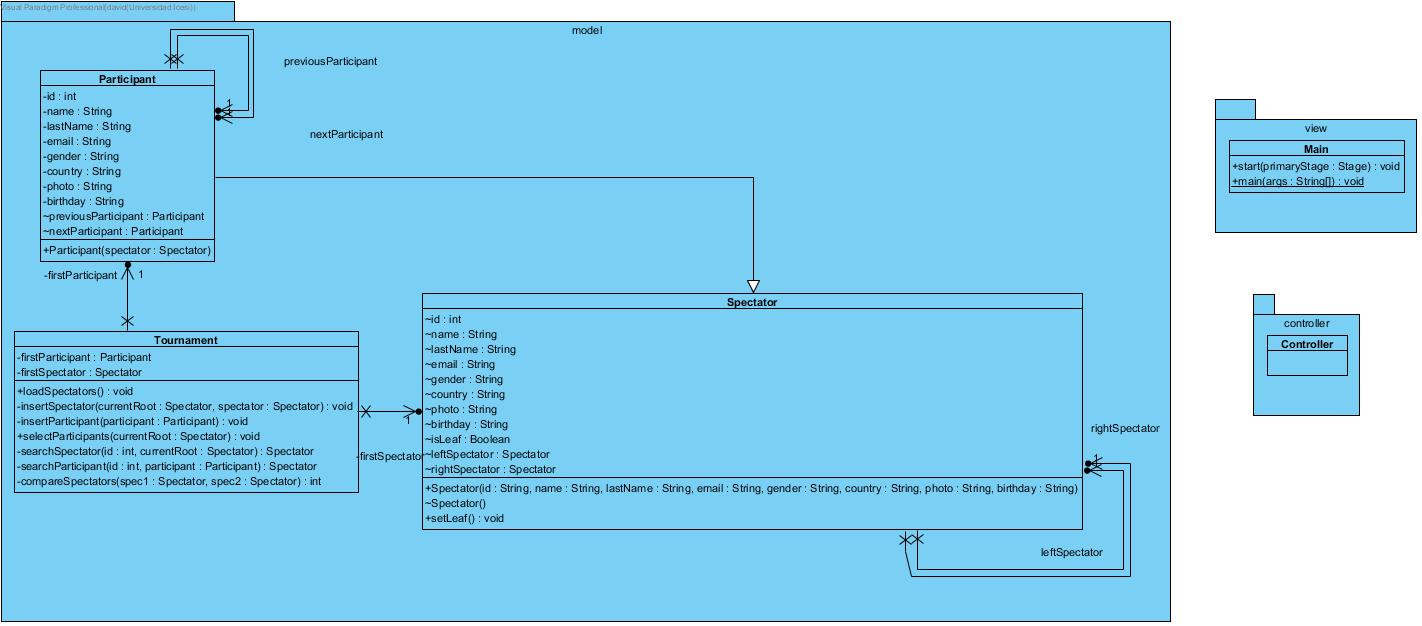 Visual Paradigm Professional(david(Universidad Icesi))
model
previousParticipant
nextParticipant
1
Participant
-id : int
-name : String
-lastName : String
-email : String
-gender : String
-country : String
-photo : String
-birthday : String
~previousParticipant : Participant
~nextParticipant : Participant
+Participant(spectator : Spectator)
-firstParticipant
1
Tournament
-firstParticipant : Participant
-firstSpectator : Spectator
+loadSpectators() : void
-insertSpectator(currentRoot : Spectator, spectator : Spectator) : void
-insertParticipant(participant : Participant) : void
+selectParticipants(currentRoot : Spectator) : void
-searchSpectator(id : int, currentRoot : Spectator) : Spectator
-searchParticipant(id : int, participant : Participant) : Spectator
-compareSpectators(spec1 : Spectator, spec2 : Spectator) : int
1
-firstSpectator
Spectator
~id : int
~name : String
~lastName : String
~email : String
~gender : String
~country : String
~photo : String
~birthday : String
~isLeaf : Boolean
~leftSpectator : Spectator
~rightSpectator : Spectator
+Spectator(id : String, name : String, lastName : String, email : String, gender : String, country : String, photo : String, birthday : String)
~Spectator()
+setLeaf() : void
rightSpectator
1
leftSpectator
view
Main
+start(primaryStage : Stage) : void
+main(args : String[]) : void
controller
Controller